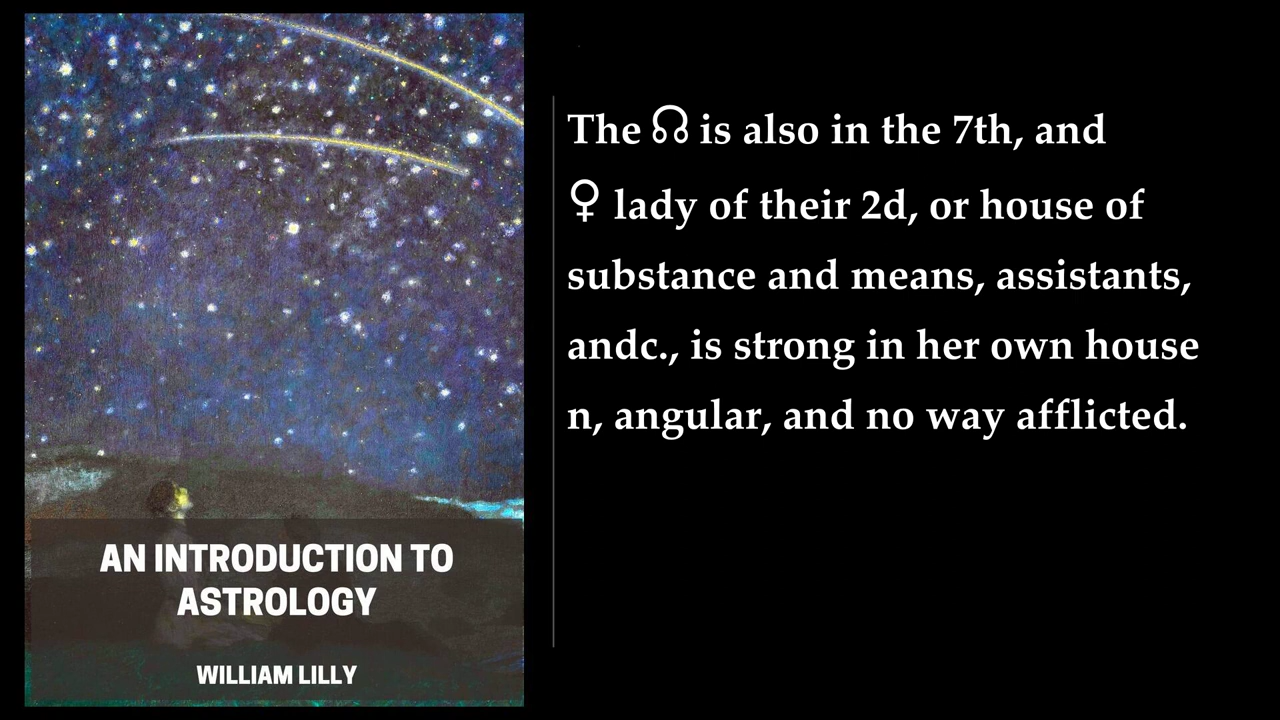 AN INTRODUCTION TO
ASTROLOGY
WILLIAM LILLY
The ☊ is also in the 7th, and
♀ lady of their 2d, or house of
substance and means, assistants,
andc., is strong in her own house
n, angular, and no way afflicted.